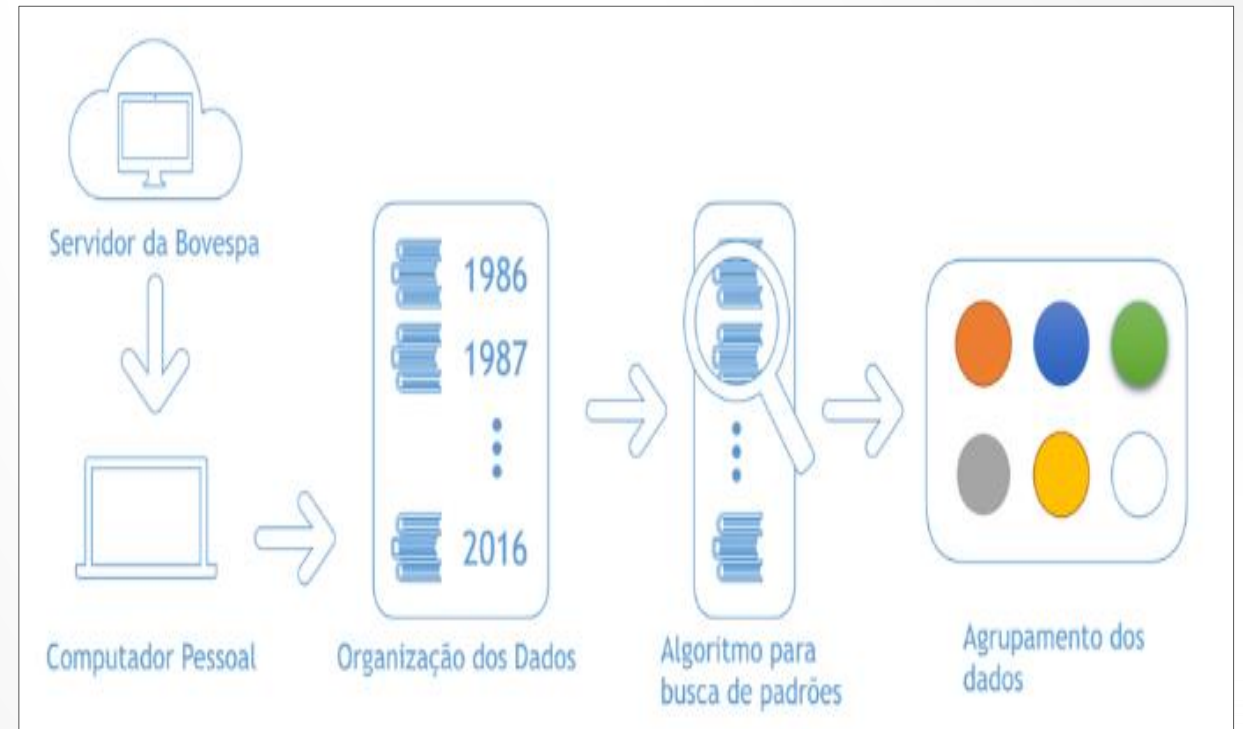 Servidor da Bovespa
Computador Pessoal
1986
1987
2016
Organização dos Dados
Algoritmo para
busca de padrões
Agrupamento dos
dados